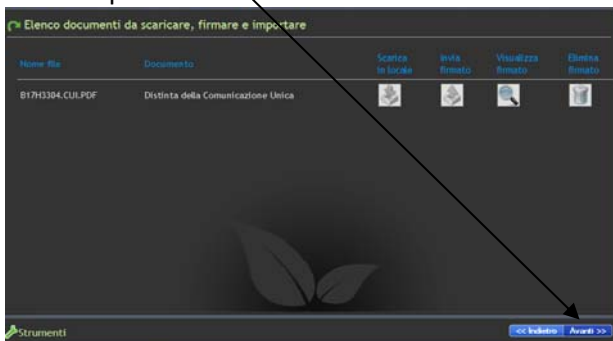 Elenco documenti da scaricare, firmare e importare
Nome file Documento Scarica in locale Invia firmato Visualizza firmato Elimina firmato
B17H3304.CUI.PDF Distinta della Comunicazione Unica
Strumenti << Indietro Avanti >>